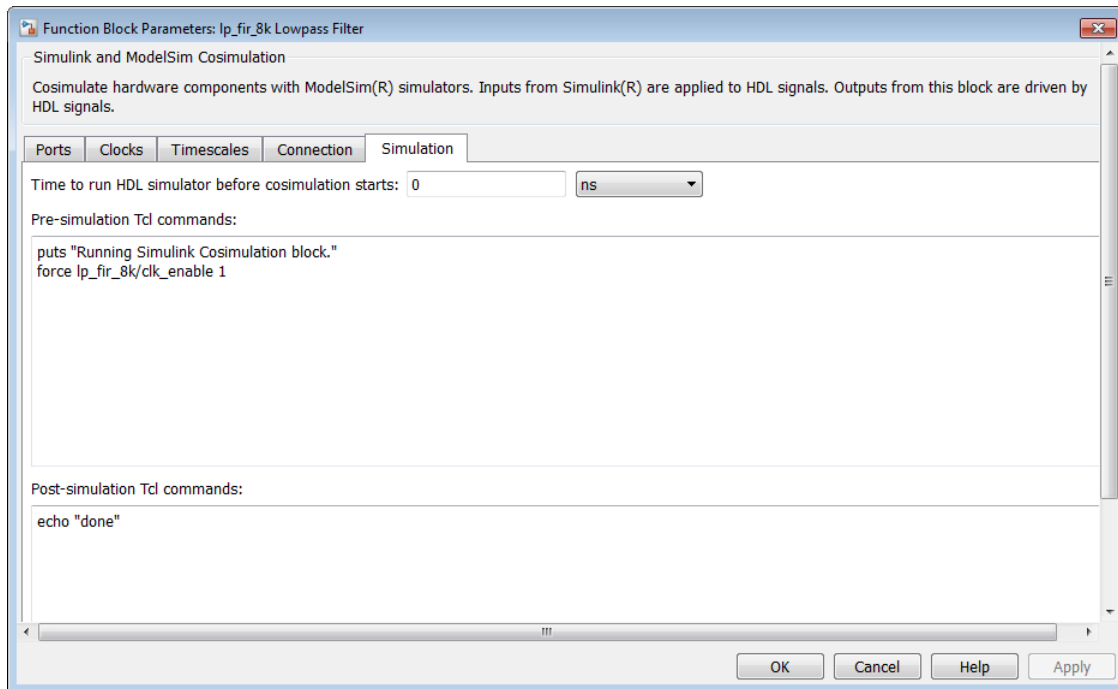 Function Block Parameters: lp_fir_8k Lowpass Filter
Simulink and ModelSim Cosimulation
Cosimulate hardware components with ModelSim(R) simulators. Inputs from Simulink(R) are applied to HDL signals. Outputs from this block are driven by
HDL signals.
Ports Clocks Timescales Connection Simulation
Time to run HDL simulator before cosimulation starts: 0 ns
Pre-simulation Tcl commands:
puts "Running Simulink Cosimulation block."
force lp_fir_8k/clk_enable 1
Post-simulation Tcl commands:
echo "done"
OK Cancel Help Apply